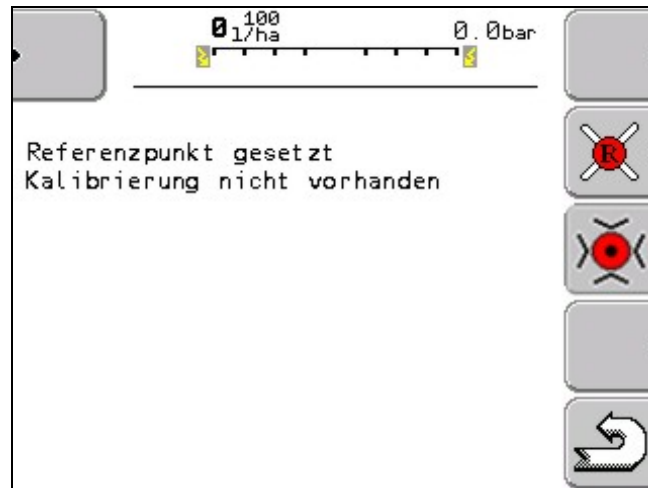 0 100 l/ha 0.0bar
Referenzpunkt gesetzt
Kalibrierung nicht vorhanden
R